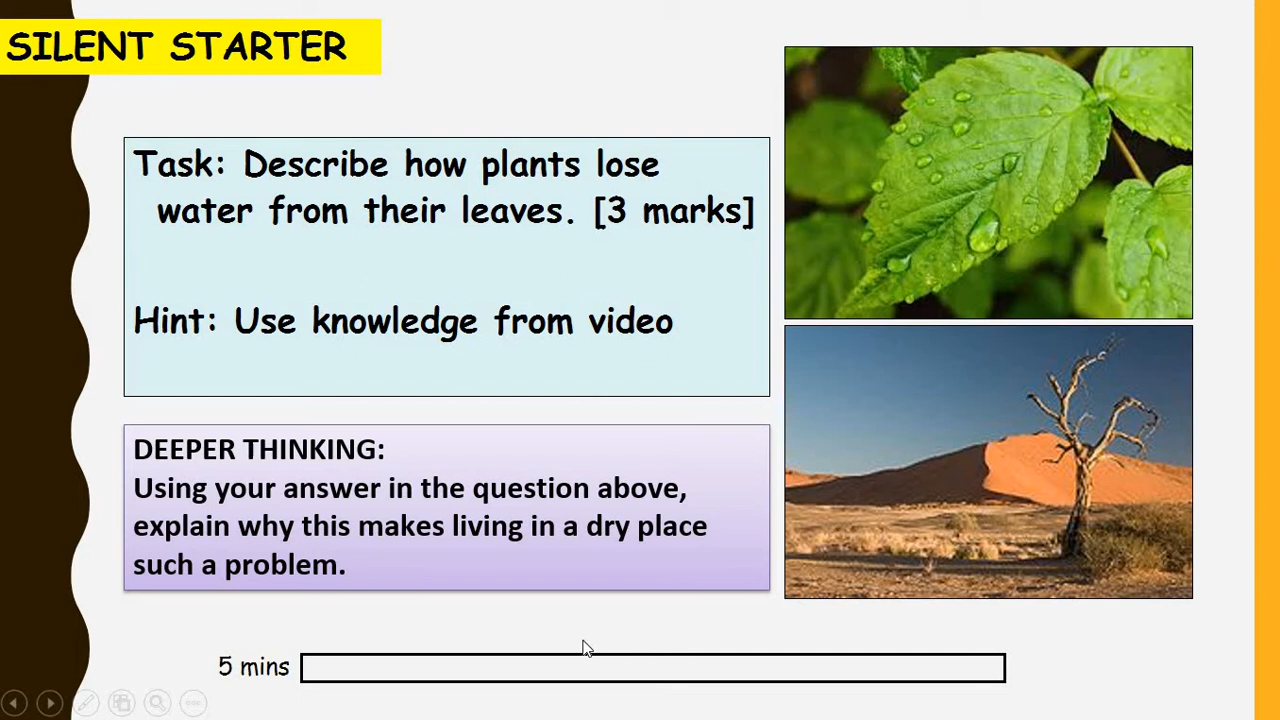 SILENT STARTER
Task: Describe how plants lose
water from their leaves. [3 marks]
Hint: Use knowledge from video
DEEPER THINKING:
Using your answer in the question above,
explain why this makes living in a dry place
such a problem.
5 mins